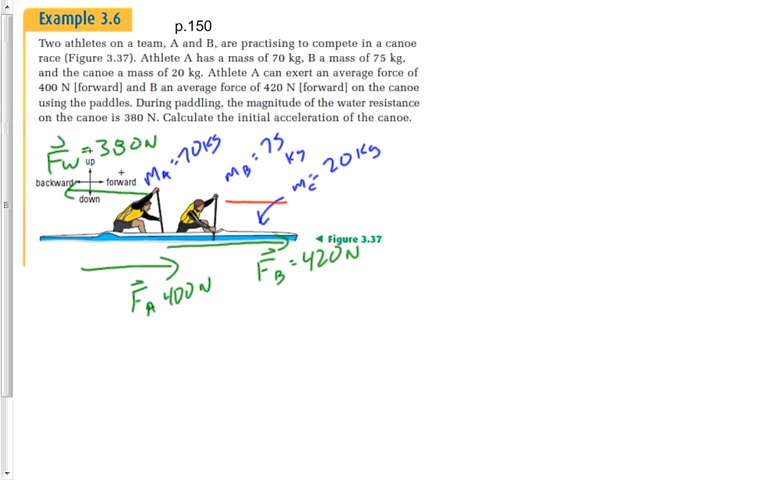 Example 3.6
p.150
Two athletes on a team, A and B, are practising to compete in a canoe
race (Figure 3.37). Athlete A has a mass of 70 kg, B a mass of 75 kg,
and the canoe a mass of 20 kg. Athlete A can exert an average force of
400 N [forward] and B an average force of 420 N [forward] on the canoe
using the paddles. During paddling, the magnitude of the water resistance
on the canoe is 380 N. Calculate the initial acceleration of the canoe.
Fw = 380N
mA = 70kg
mB = 75 kg
mc = 20kg
up
+
backward
forward
down
◄ Figure 3.37
FA 400N
FB = 420N